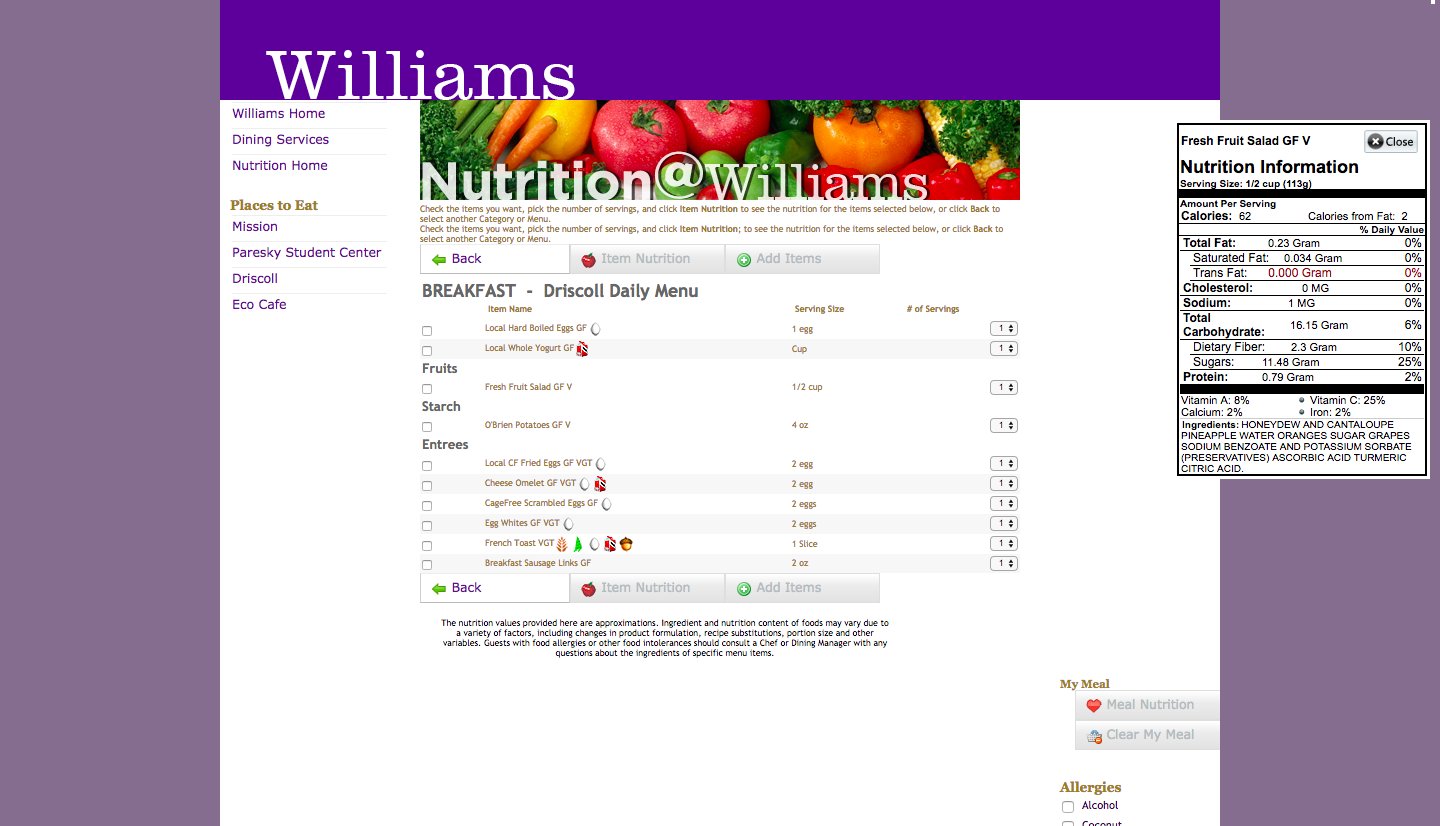 Williams
Williams Home
Dining Services
Nutrition Home
Places to Eat
Mission
Paresky Student Center
Driscoll
Eco Cafe
Nutrition@Williams
Check the items you want, pick the number of servings, and click Item Nutrition to see the nutrition for the items selected below, or click Back to
select another Category or Menu.
Check the items you want, pick the number of servings, and click Item Nutrition; to see the nutrition for the items selected below, or click Back to
select another Category or Menu.
Back Item Nutrition Add Items
BREAKFAST - Driscoll Daily Menu
Item Name Serving Size # of Servings
Local Hard Boiled Eggs GF 1 egg 1
Local Whole Yogurt GF Cup 1
Fruits
Fresh Fruit Salad GF V 1/2 cup 1
Starch
O'Brien Potatoes GF V 4 oz 1
Entrees
Local CF Fried Eggs GF VGT 2 egg 1
Cheese Omelet GF VGT 2 egg 1
CageFree Scrambled Eggs GF 2 eggs 1
Egg Whites GF VGT 2 eggs 1
French Toast VGT 1 Slice 1
Breakfast Sausage Links GF 2 oz 1
Back Item Nutrition Add Items
The nutrition values provided here are approximations. Ingredient and nutrition content of foods may vary due to
a variety of factors, including changes in product formulation, recipe substitutions, portion size and other
variables. Guests with food allergies or other food intolerances should consult a Chef or Dining Manager with any
questions about the ingredients of specific menu items.
Fresh Fruit Salad GF V Close
Nutrition Information
Serving Size: 1/2 cup (113g)
Amount Per Serving
Calories: 62 Calories from Fat: 2
% Daily Value
Total Fat: 0.23 Gram 0%
Saturated Fat: 0.034 Gram 0%
Trans Fat: 0.000 Gram 0%
Cholesterol: 0 MG 0%
Sodium: 1 MG 0%
Total
Carbohydrate: 16.15 Gram 6%
Dietary Fiber: 2.3 Gram 10%
Sugars: 11.48 Gram 25%
Protein: 0.79 Gram 2%
Vitamin A: 8% Vitamin C: 25%
Calcium: 2% Iron: 2%
Ingredients: HONEYDEW AND CANTALOUPE
PINEAPPLE WATER ORANGES SUGAR GRAPES
SODIUM BENZOATE AND POTASSIUM SORBATE
(PRESERVATIVES) ASCORBIC ACID TURMERIC
CITRIC ACID.
My Meal
Meal Nutrition
Clear My Meal
Allergies
Alcohol
Coconut